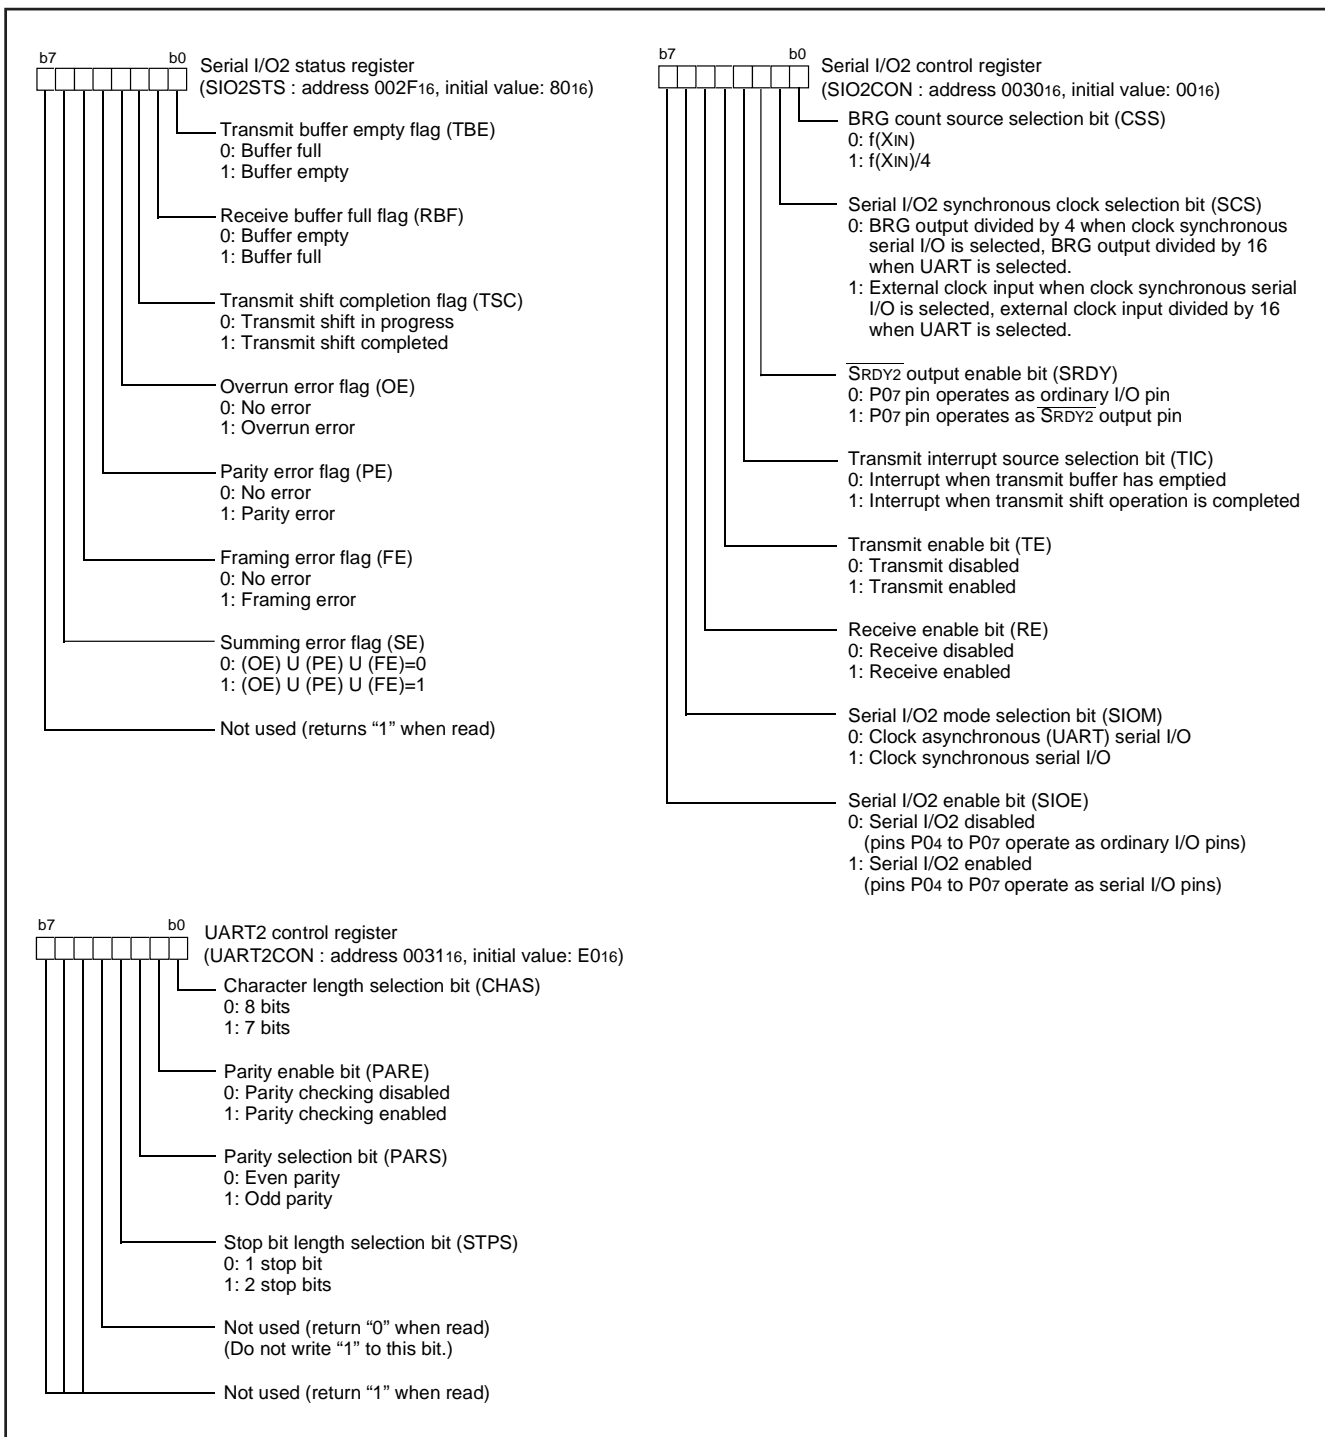 b7 b0
Serial I/O2 status register
(SIO2STS : address 002F16, initial value: 8016)
Transmit buffer empty flag (TBE)
0: Buffer full
1: Buffer empty
Receive buffer full flag (RBF)
0: Buffer empty
1: Buffer full
Transmit shift completion flag (TSC)
0: Transmit shift in progress
1: Transmit shift completed
Overrun error flag (OE)
0: No error
1: Overrun error
Parity error flag (PE)
0: No error
1: Parity error
Framing error flag (FE)
0: No error
1: Framing error
Summing error flag (SE)
0: (OE) U (PE) U (FE)=0
1: (OE) U (PE) U (FE)=1
Not used (returns “1” when read)
b7 b0
Serial I/O2 control register
(SIO2CON : address 003016, initial value: 0016)
BRG count source selection bit (CSS)
0: f(XIN)
1: f(XIN)/4
Serial I/O2 synchronous clock selection bit (SCS)
0: BRG output divided by 4 when clock synchronous
serial I/O is selected, BRG output divided by 16
when UART is selected.
1: External clock input when clock synchronous serial
I/O is selected, external clock input divided by 16
when UART is selected.
SRDY2 output enable bit (SRDY)
0: P07 pin operates as ordinary I/O pin
1: P07 pin operates as SRDY2 output pin
Transmit interrupt source selection bit (TIC)
0: Interrupt when transmit buffer has emptied
1: Interrupt when transmit shift operation is completed
Transmit enable bit (TE)
0: Transmit disabled
1: Transmit enabled
Receive enable bit (RE)
0: Receive disabled
1: Receive enabled
Serial I/O2 mode selection bit (SIOM)
0: Clock asynchronous (UART) serial I/O
1: Clock synchronous serial I/O
Serial I/O2 enable bit (SIOE)
0: Serial I/O2 disabled
(pins P04 to P07 operate as ordinary I/O pins)
1: Serial I/O2 enabled
(pins P04 to P07 operate as serial I/O pins)
b7 b0
UART2 control register
(UART2CON : address 003116, initial value: E016)
Character length selection bit (CHAS)
0: 8 bits
1: 7 bits
Parity enable bit (PARE)
0: Parity checking disabled
1: Parity checking enabled
Parity selection bit (PARS)
0: Even parity
1: Odd parity
Stop bit length selection bit (STPS)
0: 1 stop bit
1: 2 stop bits
Not used (return “0” when read)
(Do not write “1” to this bit.)
Not used (return “1” when read)